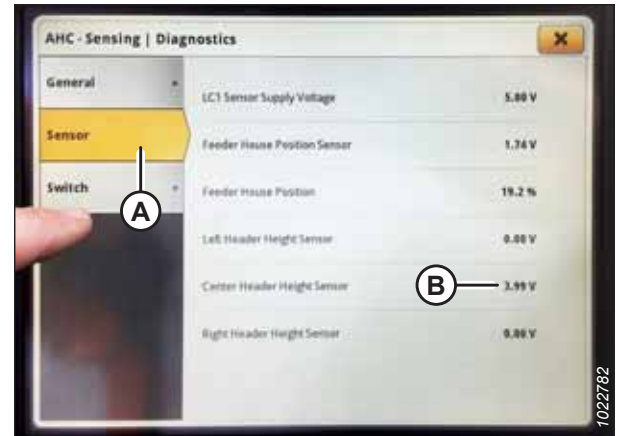 AHC - Sensing | Diagnostics
General
Sensor
Switch
LC1 Sensor Supply Voltage 5.00 V
Feeder House Position Sensor 1.74 V
Feeder House Position 19.2 %
Left Header Height Sensor 0.00 V
Center Header Height Sensor 3.99 V
Right Header Height Sensor 0.00 V
A
B
1022782